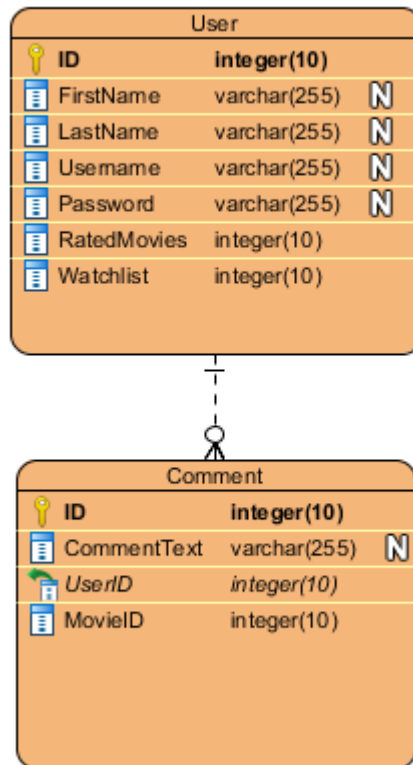 User
ID integer(10)
FirstName varchar(255) N
LastName varchar(255) N
Username varchar(255) N
Password varchar(255) N
RatedMovies integer(10)
Watchlist integer(10)
Comment
ID integer(10)
CommentText varchar(255) N
UserID integer(10)
MovieID integer(10)